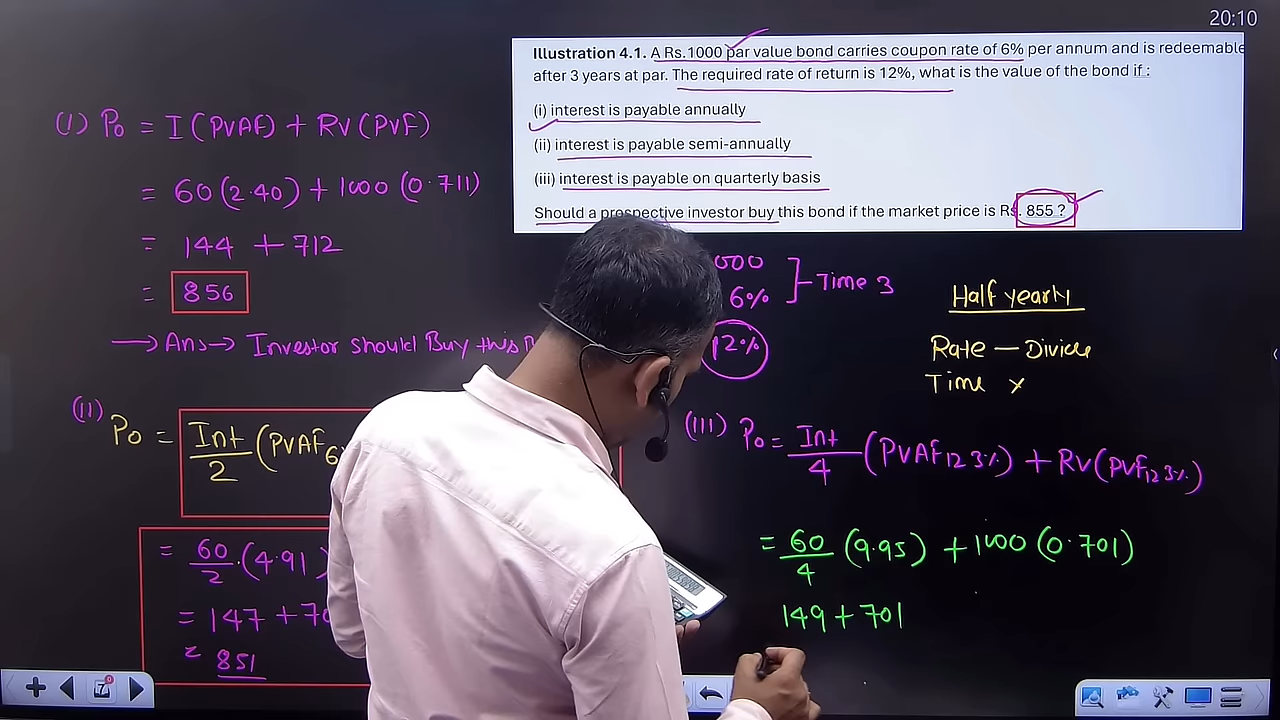 20:10
Illustration 4.1. A Rs.1000 par value bond carries coupon rate of 6% per annum and is redeemable
after 3 years at par. The required rate of return is 12%, what is the value of the bond if :
(i) interest is payable annually
(ii) interest is payable semi-annually
(iii) interest is payable on quarterly basis
Should a prospective investor buy this bond if the market price is Rs. 855 ?
(I) Po = I (PVAF) + RV (PVF)
= 60 (2.40) + 1000 (0.711)
= 144 + 712
= 856
→ Ans → Investor should Buy this
000
6%
12%
} Time 3
Half yearly
Rate — Divide
Time ×
(II) Po = Int/2 (PVAF6
= 60/2 . (4.91)
= 147 + 70
= 851
(III) Po = Int/4 (PVAF12 3%) + RV (PVF12 3%)
= 60/4 (9.95) + 1000 (0.701)
149 + 701